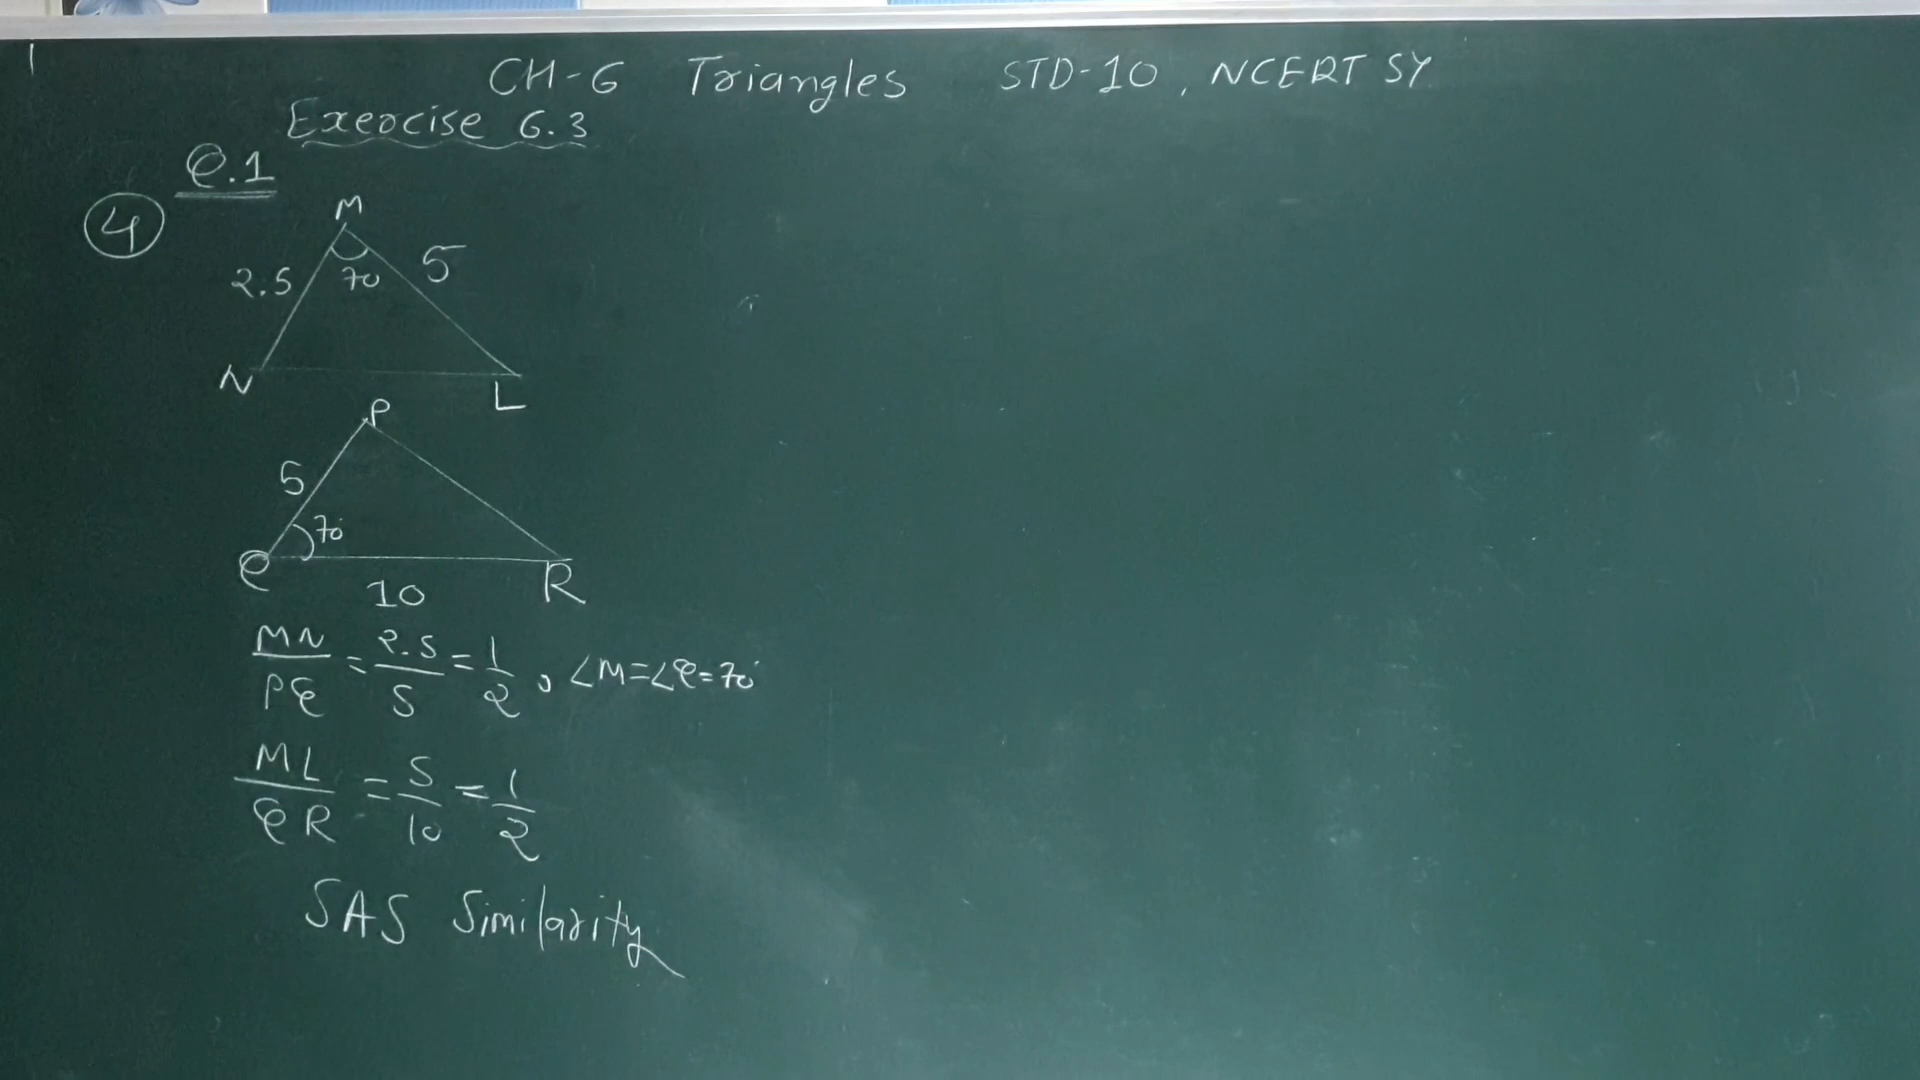 CH-6 Triangles STD-10, NCERT SY
Exercise 6.3
Q.1
4
M
2.5 70 5
N L
P
5
70°
Q R
10
MN/PQ = 2.5/5 = 1/2, ∠M=∠Q=70°
ML/QR = 5/10 = 1/2
SAS Similarity